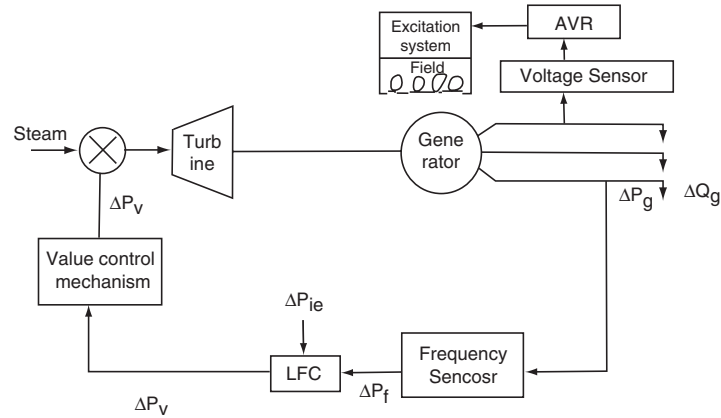 Excitation
system
Field
AVR
Voltage Sensor
Steam
Turb
ine
Gene
rator
ΔPv
ΔPg
ΔQg
Value control
mechanism
ΔPie
LFC
ΔPf
Frequency
Sencosr
ΔPv